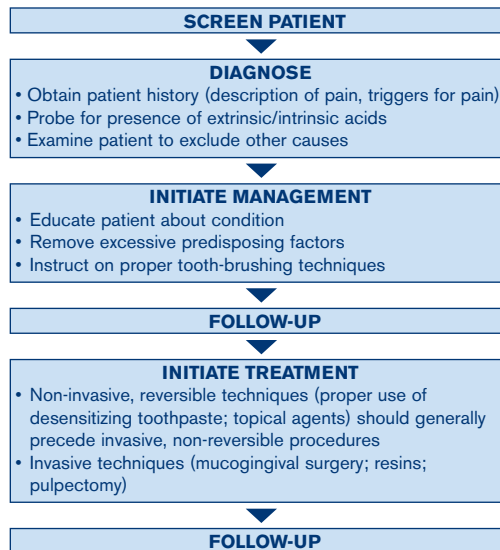 SCREEN PATIENT
DIAGNOSE
• Obtain patient history (description of pain, triggers for pain)
• Probe for presence of extrinsic/intrinsic acids
• Examine patient to exclude other causes
INITIATE MANAGEMENT
• Educate patient about condition
• Remove excessive predisposing factors
• Instruct on proper tooth-brushing techniques
FOLLOW-UP
INITIATE TREATMENT
• Non-invasive, reversible techniques (proper use of
desensitizing toothpaste; topical agents) should generally
precede invasive, non-reversible procedures
• Invasive techniques (mucogingival surgery; resins;
pulpectomy)
FOLLOW-UP